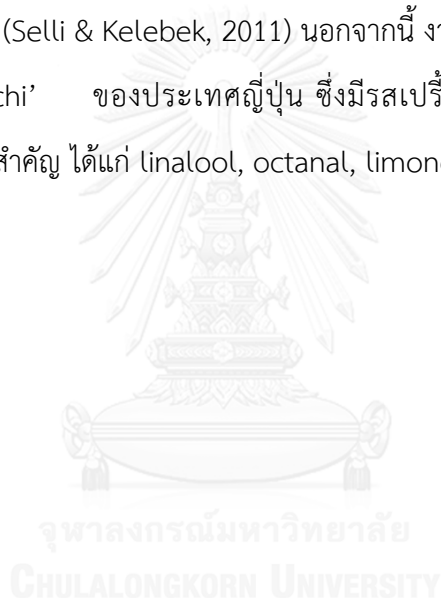 (Selli & Kelebek, 2011) นอกจากนี้ งา
chi’ ของประเทศญี่ปุ่น ซึ่งมีรสเปรี้
สำคัญ ได้แก่ linalool, octanal, limon
จุฬาลงกรณ์มหาวิทยาลัย
CHULALONGKORN UNIVERSITY